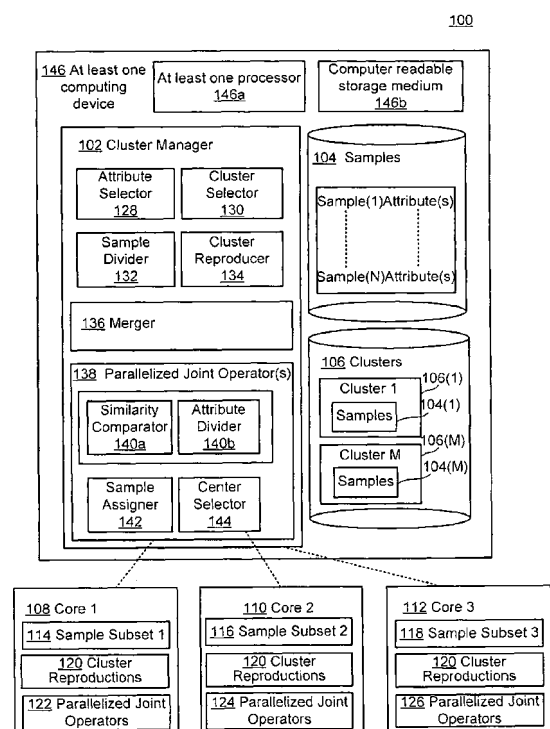 100
146 At least one
computing
device
At least one processor
146a
Computer readable
storage medium
146b
102 Cluster Manager
Attribute
Selector
128
Cluster
Selector
130
Sample
Divider
132
Cluster
Reproducer
134
136 Merger
138 Parallelized Joint Operator(s)
Similarity
Comparator
140a
Attribute
Divider
140b
Sample
Assigner
142
Center
Selector
144
104 Samples
Sample(1)Attribute(s)
Sample(N)Attribute(s)
106 Clusters
Cluster 1
106(1)
Samples
104(1)
Cluster M
106(M)
Samples
104(M)
108 Core 1
114 Sample Subset 1
120 Cluster
Reproductions
122 Parallelized Joint
Operators
110 Core 2
116 Sample Subset 2
120 Cluster
Reproductions
124 Parallelized Joint
Operators
112 Core 3
118 Sample Subset 3
120 Cluster
Reproductions
126 Parallelized Joint
Operators